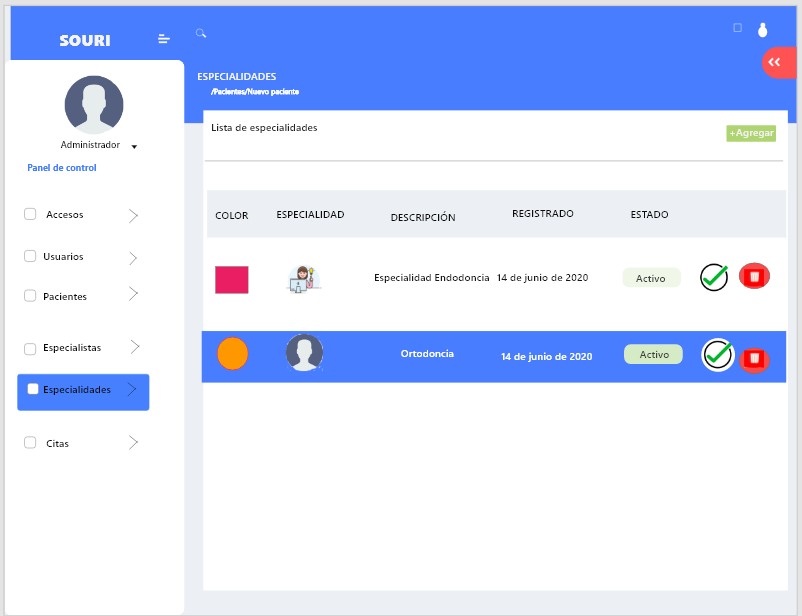 SOURI
ESPECIALIDADES
/Pacientes/Nuevo paciente
Administrador
Panel de control
Accesos
Usuarios
Pacientes
Especialistas
Especialidades
Citas
Lista de especialidades
+Agregar
COLOR ESPECIALIDAD DESCRIPCIÓN REGISTRADO ESTADO
Especialidad Endodoncia 14 de junio de 2020 Activo
Ortodoncia 14 de junio de 2020 Activo